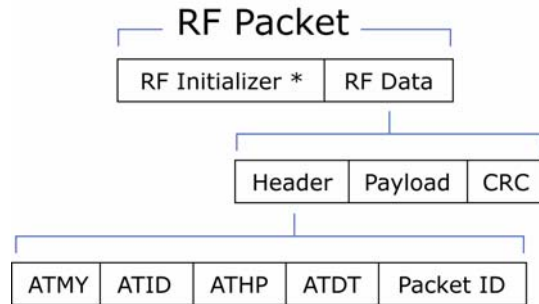 RF Packet
RF Initializer * RF Data
Header Payload CRC
ATMY ATID ATHP ATDT Packet ID